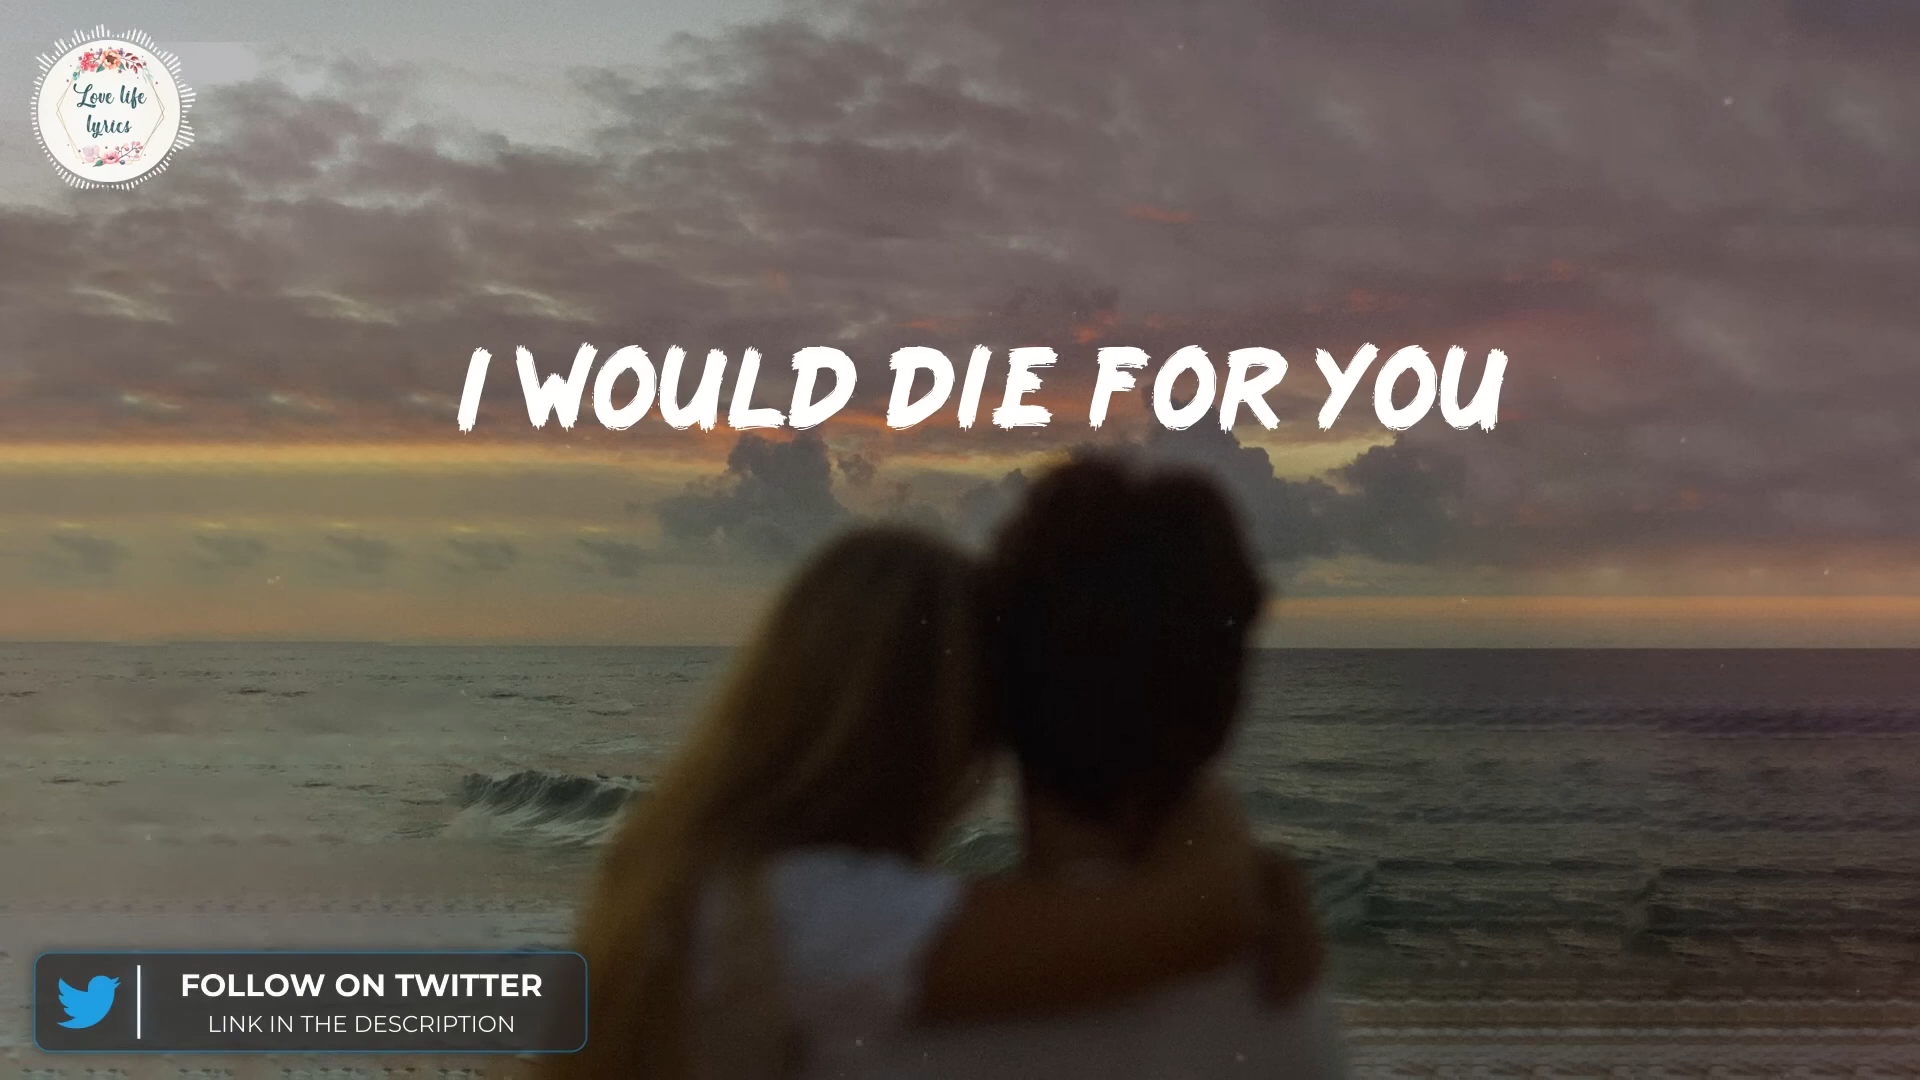 Love life
lyrics
I WOULD DIE FOR YOU
FOLLOW ON TWITTER
LINK IN THE DESCRIPTION